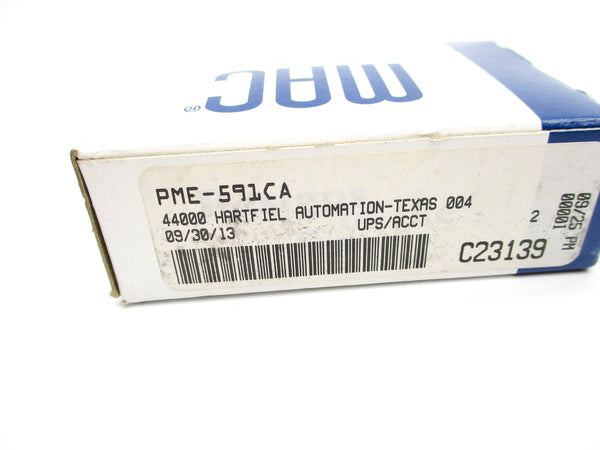 MAC®
PME-591CA
44000 HARTFIEL AUTOMATION-TEXAS 004
09/30/13 UPS/ACCT 2
C23139
09/25 PM
00001